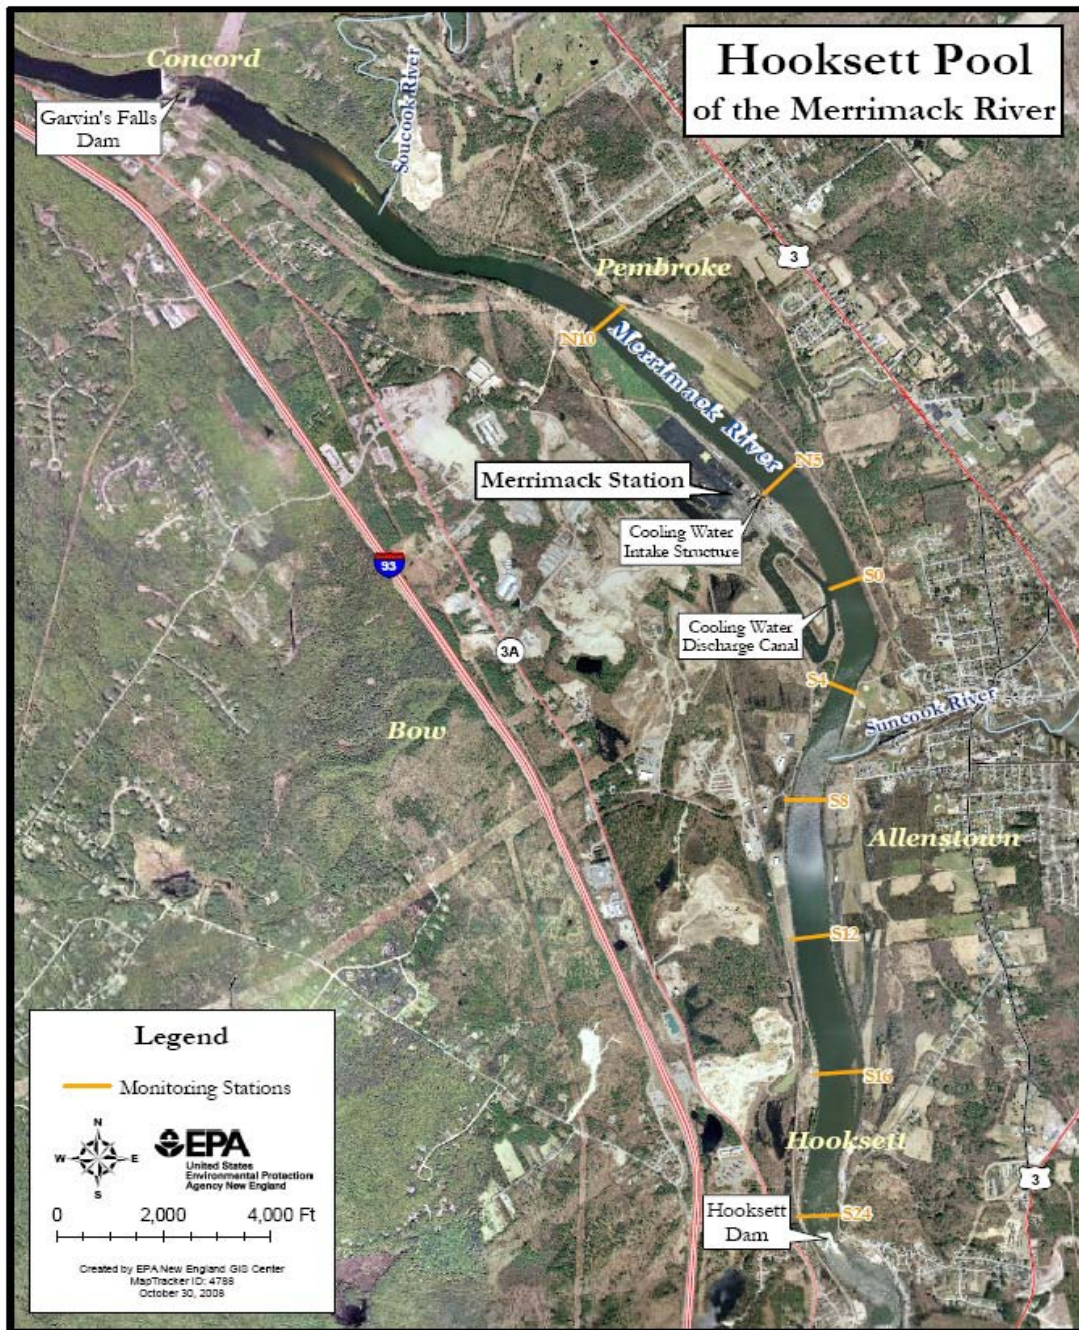 Hooksett Pool
of the Merrimack River
Concord
Garvin's Falls
Dam
Soucook River
3
Pembroke
N10
Merrimack River
N5
Merrimack Station
Cooling Water
Intake Structure
93
S0
Cooling Water
Discharge Canal
3A
S4
Suncook River
Bow
S8
Allenstown
S12
S16
Hooksett
3
Hooksett
Dam
S24
Legend
Monitoring Stations
N
W
E
S
EPA
United States
Environmental Protection
Agency New England
0 2,000 4,000 Ft
Created by EPA New England GIS Center
MapTracker ID: 4788
October 30, 2008